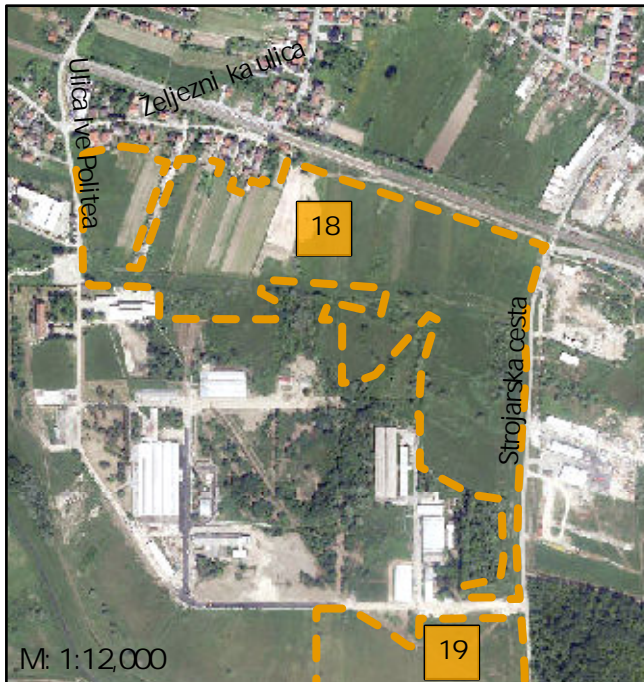 Željezni ka ulica
Ulica Ive Politea
18
Strojarska cesta
19
M: 1:12,000